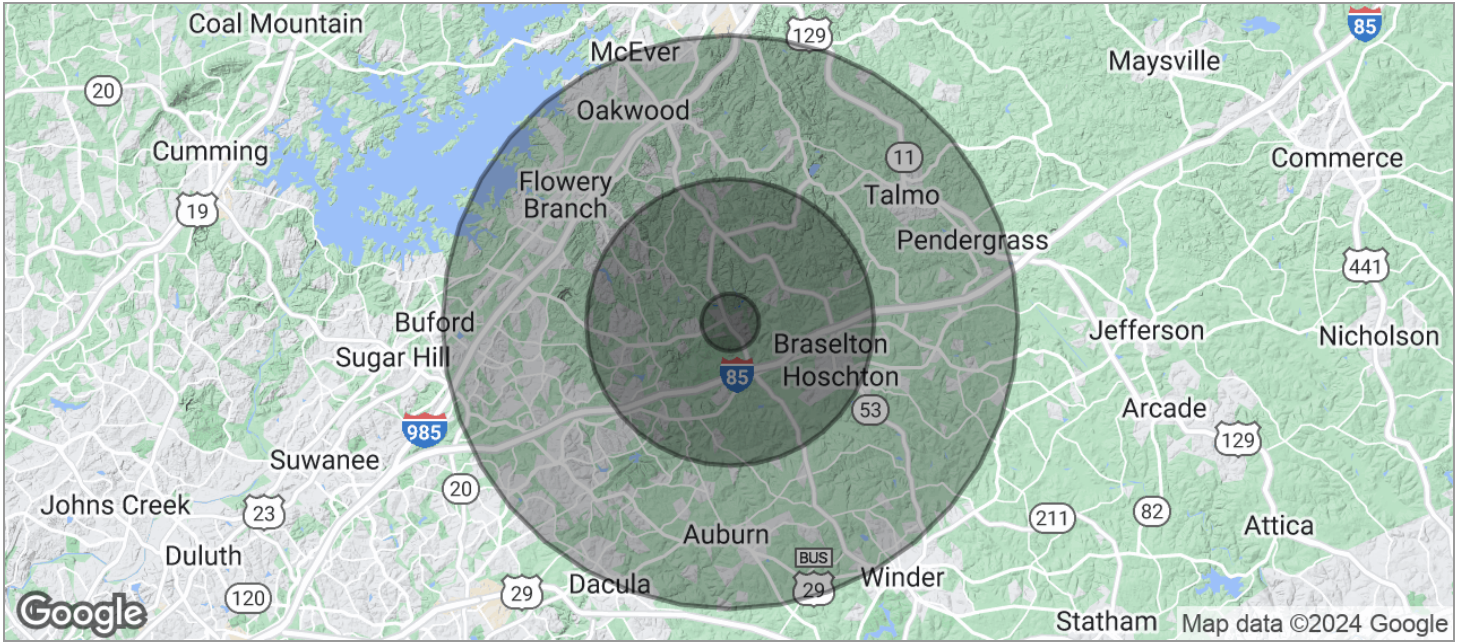 Coal Mountain
129
85
McEver
Maysville
20
Oakwood
Cumming
11
Commerce
Flowery
Branch
Talmo
19
Pendergrass
441
Buford
Jefferson
Nicholson
Braselton
Sugar Hill
85
Hoschton
53
Arcade
985
129
Suwanee
20
Johns Creek
23
211
82
Attica
Auburn
Duluth
BUS
29
Dacula
Winder
29
120
Google
Statham
Map data ©2024 Google